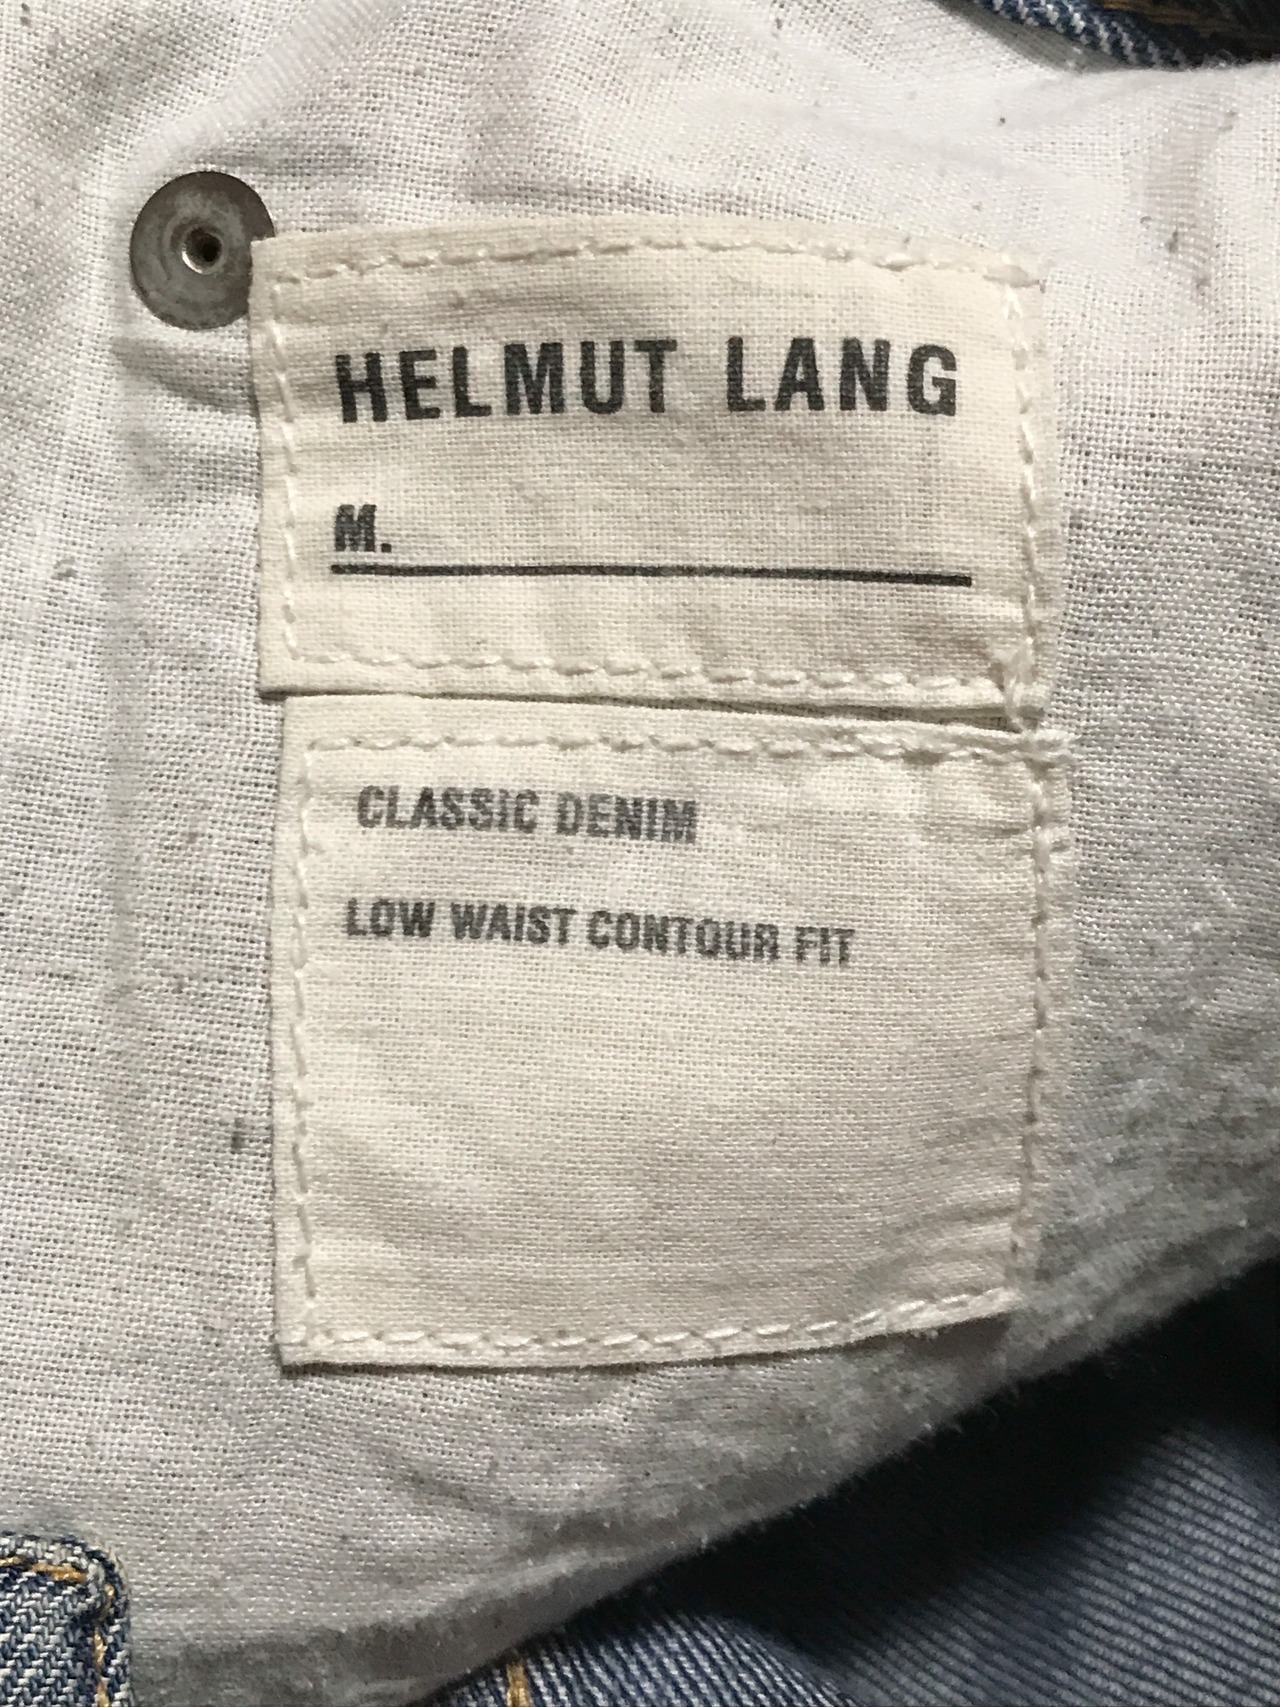 HELMUT LANG
M.
CLASSIC DENIM
LOW WAIST CONTOUR FIT